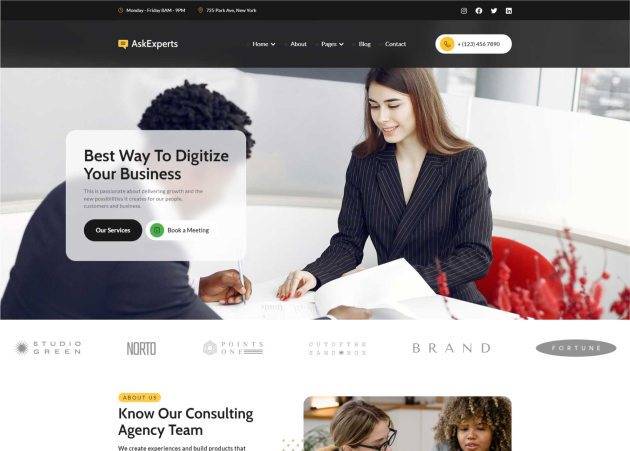 Monday - Friday 8AM - 9PM
725 Park Ave, New York
AskExperts
Home
About
Pages
Blog
Contact
+ (123) 456 7890
Best Way To Digitize
Your Business
This is passionate about delivering growth and the
new possibilities it creates for our people,
customers and business.
Our Services
Book a Meeting
STUDIO
GREEN
NORTO
POINTS
ONE
OUTOFTHE
SANDBOX
BRAND
FORTUNE
ABOUT US
Know Our Consulting
Agency Team
We create experiences and build products that